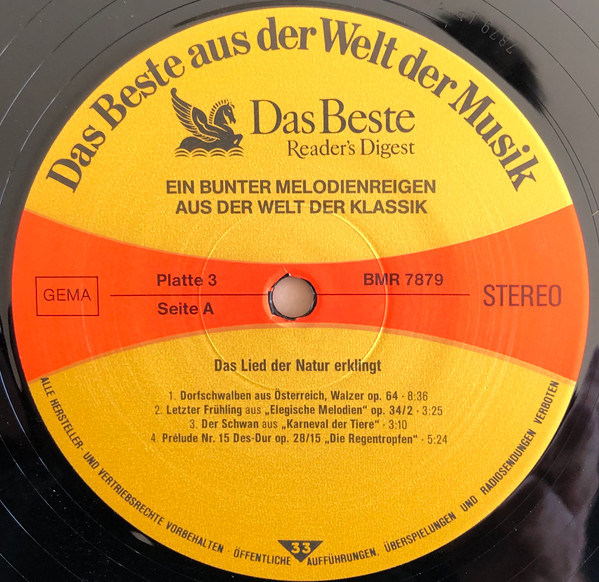 Das Beste aus der Welt der Musik
Das Beste
Reader's Digest
EIN BUNTER MELODIENREIGEN
AUS DER WELT DER KLASSIK
GEMA
Platte 3
BMR 7879
Seite A
STEREO
Das Lied der Natur erklingt
1. Dorfschwalben aus Österreich, Walzer op. 64 · 8:36
2. Letzter Frühling aus „Elegische Melodien“ op. 34/2 · 3:25
3. Der Schwan aus „Karneval der Tiere“ · 3:10
4. Prélude Nr. 15 Des-Dur op. 28/15 „Die Regentropfen“ · 5:24
ALLE HERSTELLER- UND VERTRIEBSRECHTE VORBEHALTEN · ÖFFENTLICHE AUFFÜHRUNGEN, ÜBERSPIELUNGEN UND RADIOSENDUNGEN VERBOTEN
33